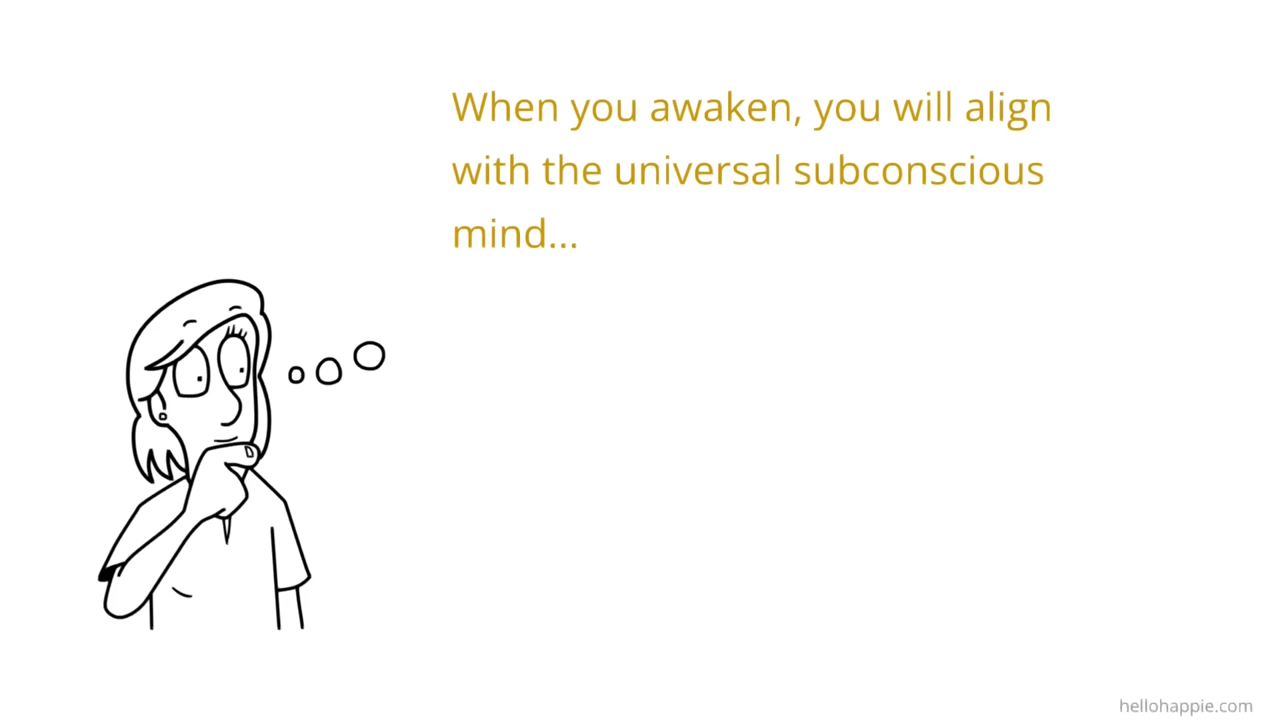 When you awaken, you will align
with the universal subconscious
mind...
hellohappie.com